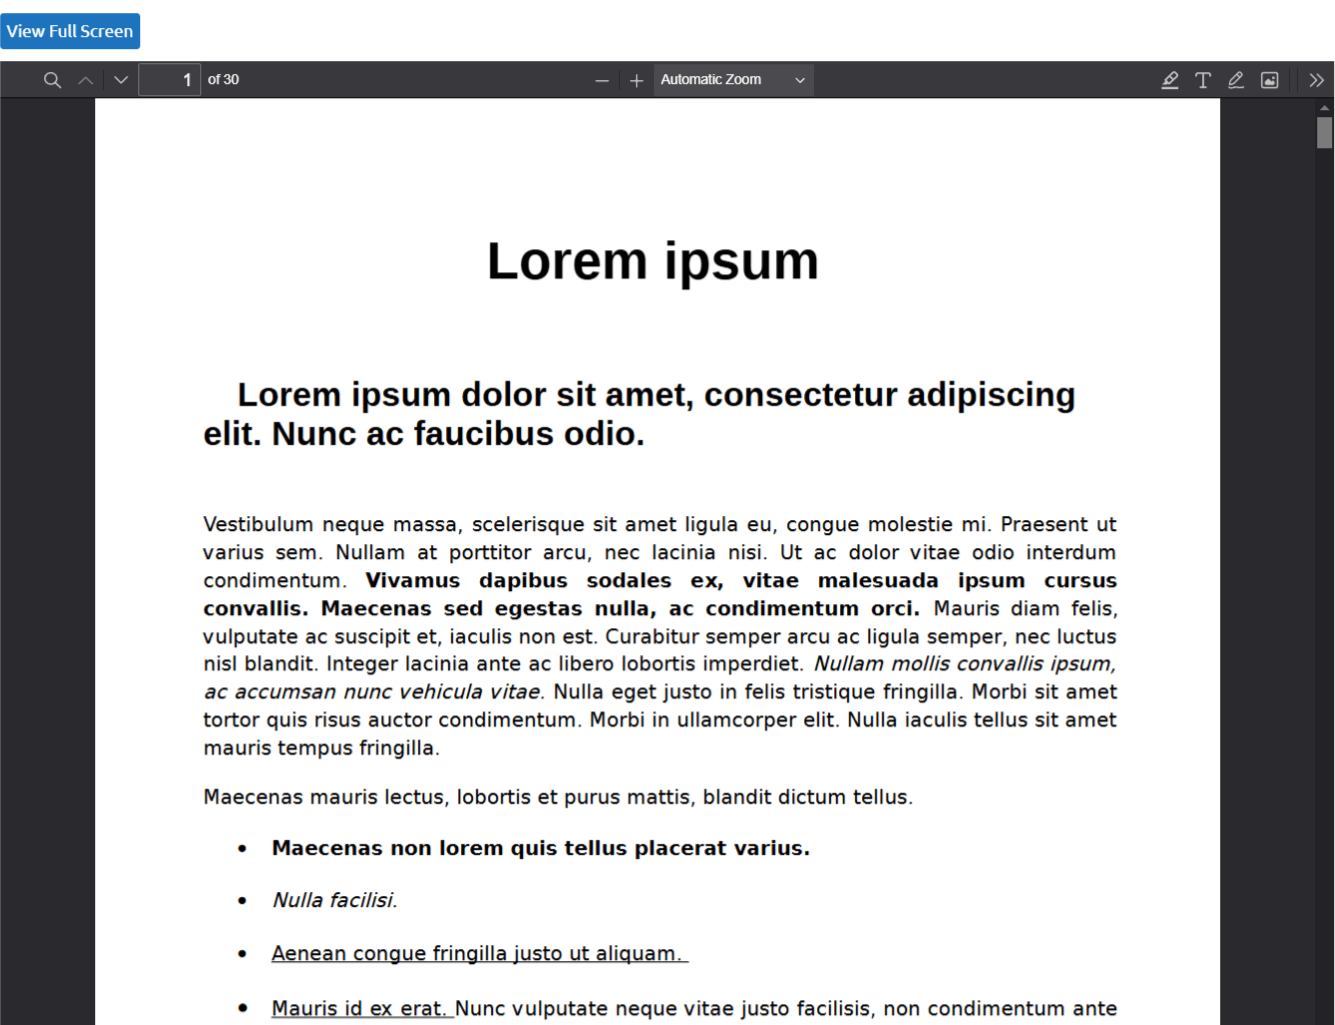 View Full Screen
1 of 30
Automatic Zoom
Lorem ipsum
Lorem ipsum dolor sit amet, consectetur adipiscing
elit. Nunc ac faucibus odio.
Vestibulum neque massa, scelerisque sit amet ligula eu, congue molestie mi. Praesent ut
varius sem. Nullam at porttitor arcu, nec lacinia nisi. Ut ac dolor vitae odio interdum
condimentum. Vivamus dapibus sodales ex, vitae malesuada ipsum cursus
convallis. Maecenas sed egestas nulla, ac condimentum orci. Mauris diam felis,
vulputate ac suscipit et, iaculis non est. Curabitur semper arcu ac ligula semper, nec luctus
nisl blandit. Integer lacinia ante ac libero lobortis imperdiet. Nullam mollis convallis ipsum,
ac accumsan nunc vehicula vitae. Nulla eget justo in felis tristique fringilla. Morbi sit amet
tortor quis risus auctor condimentum. Morbi in ullamcorper elit. Nulla iaculis tellus sit amet
mauris tempus fringilla.
Maecenas mauris lectus, lobortis et purus mattis, blandit dictum tellus.
• Maecenas non lorem quis tellus placerat varius.
• Nulla facilisi.
• Aenean congue fringilla justo ut aliquam.
• Mauris id ex erat. Nunc vulputate neque vitae justo facilisis, non condimentum ante